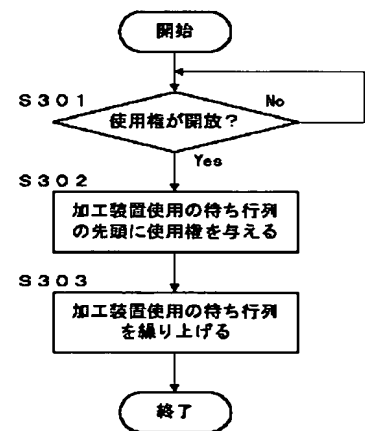 開始
S301
使用権が開放?
No
Yes
S302
加工装置使用の待ち行列
の先頭に使用権を与える
S303
加工装置使用の待ち行列
を繰り上げる
終了